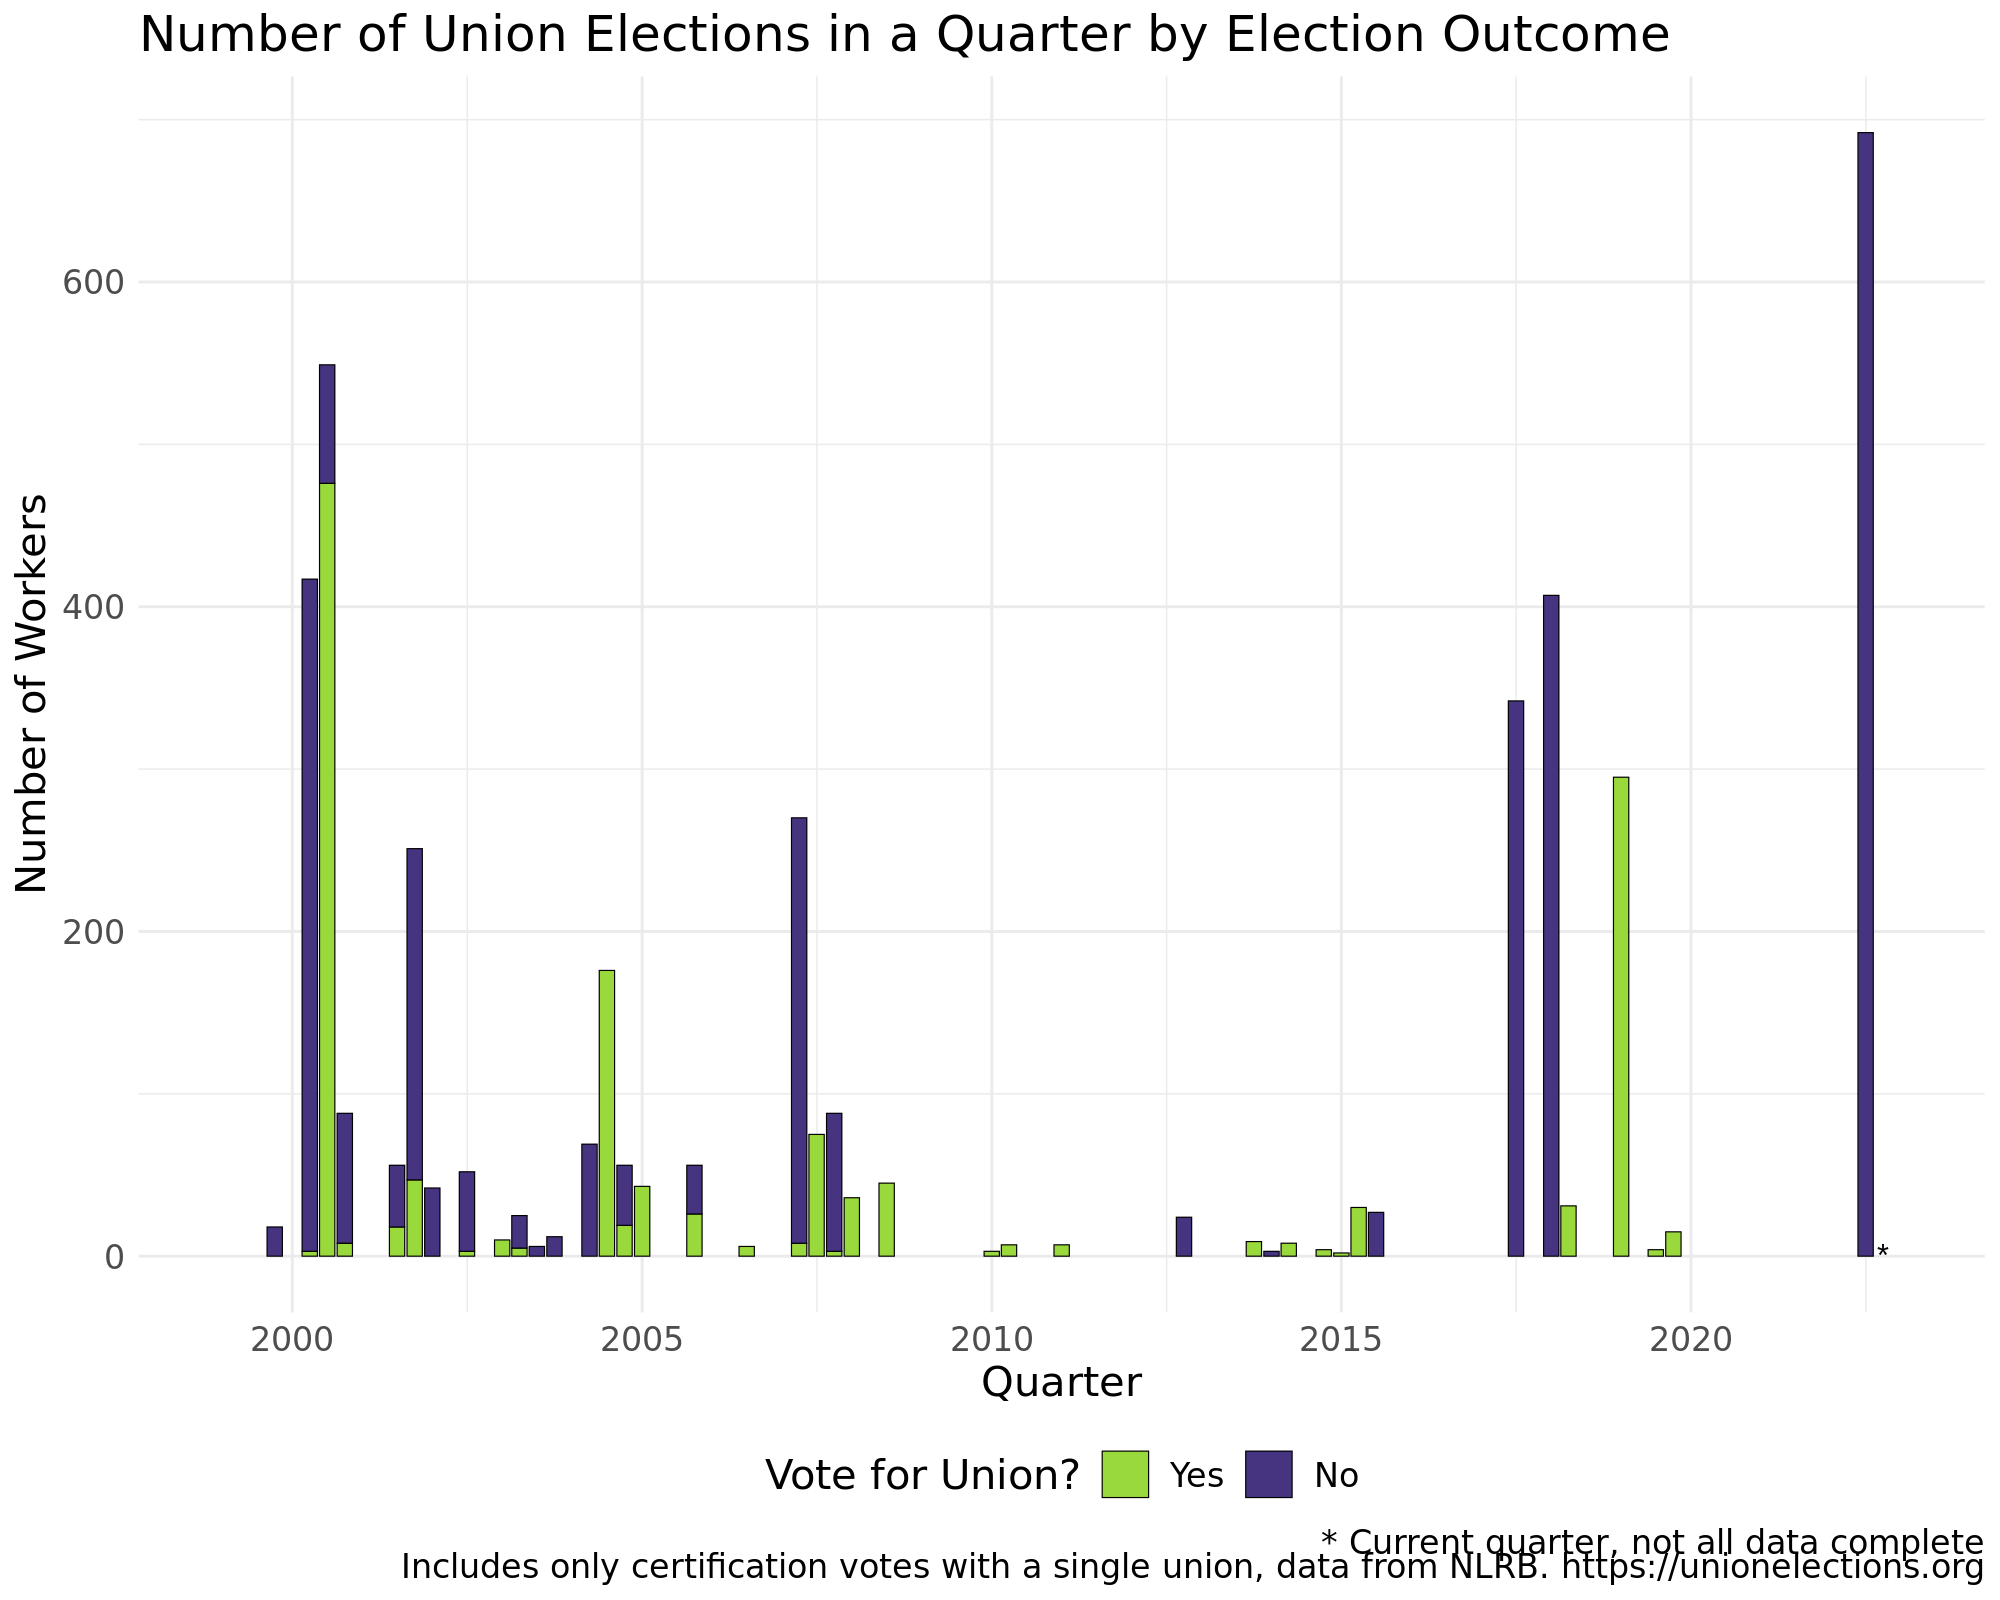 Number of Union Elections in a Quarter by Election Outcome
Number of Workers
600
400
200
0
*
2000 2005 2010 2015 2020
Quarter
Vote for Union? Yes No
* Current quarter, not all data complete
Includes only certification votes with a single union, data from NLRB. https://unionelections.org